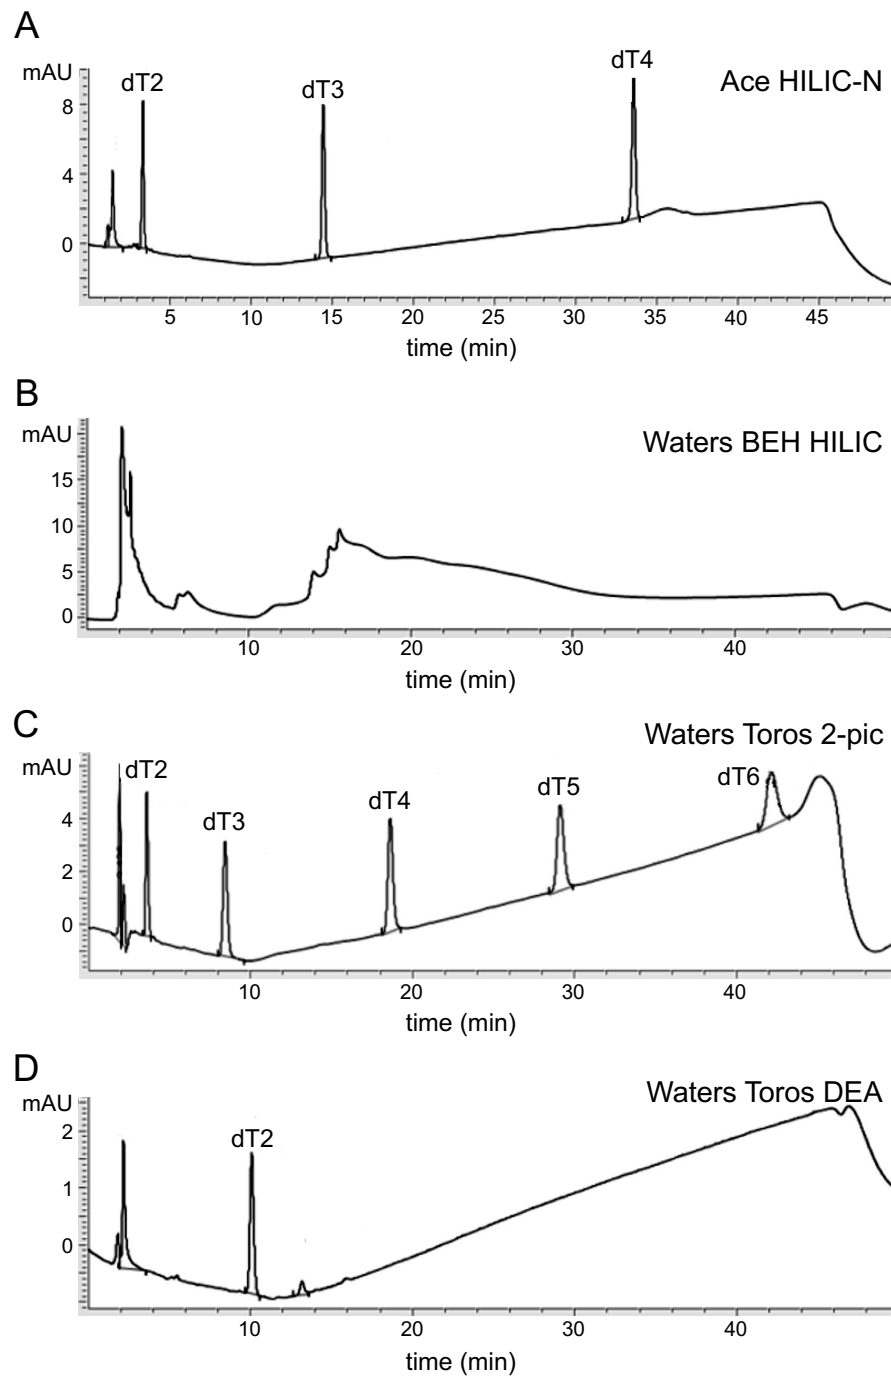 A
mAU
dT2
dT3
dT4
Ace HILIC-N
8
4
0
5 10 15 20 25 30 35 40 45
time (min)
B
mAU
Waters BEH HILIC
15
10
5
0
10 20 30 40
time (min)
C
Waters Toros 2-pic
mAU
dT2
dT3
dT4
dT5
dT6
4
2
0
10 20 30 40
time (min)
D
Waters Toros DEA
mAU
dT2
2
1
0
10 20 30 40
time (min)